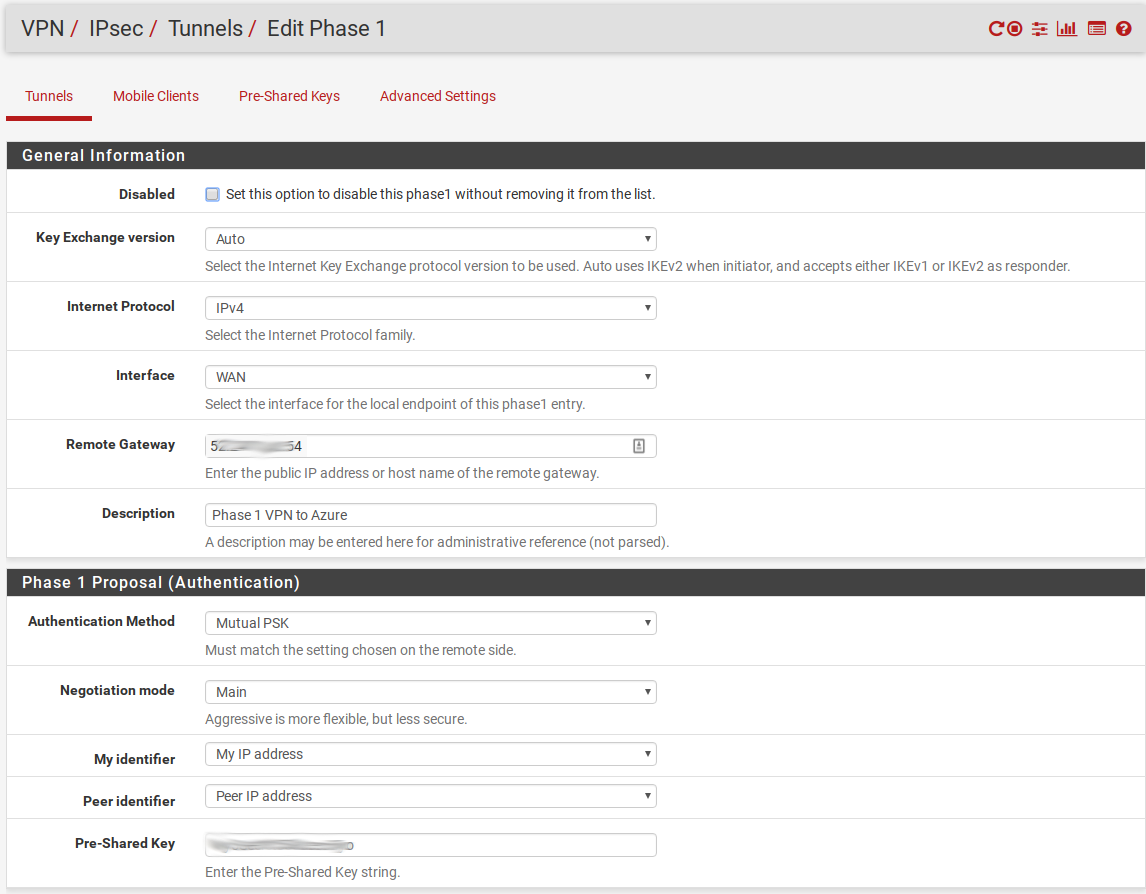 VPN / IPsec / Tunnels / Edit Phase 1
Tunnels Mobile Clients Pre-Shared Keys Advanced Settings
General Information
Disabled Set this option to disable this phase1 without removing it from the list.
Key Exchange version Auto
Select the Internet Key Exchange protocol version to be used. Auto uses IKEv2 when initiator, and accepts either IKEv1 or IKEv2 as responder.
Internet Protocol IPv4
Select the Internet Protocol family.
Interface WAN
Select the interface for the local endpoint of this phase1 entry.
Remote Gateway
Enter the public IP address or host name of the remote gateway.
Description Phase 1 VPN to Azure
A description may be entered here for administrative reference (not parsed).
Phase 1 Proposal (Authentication)
Authentication Method Mutual PSK
Must match the setting chosen on the remote side.
Negotiation mode Main
Aggressive is more flexible, but less secure.
My identifier My IP address
Peer identifier Peer IP address
Pre-Shared Key
Enter the Pre-Shared Key string.